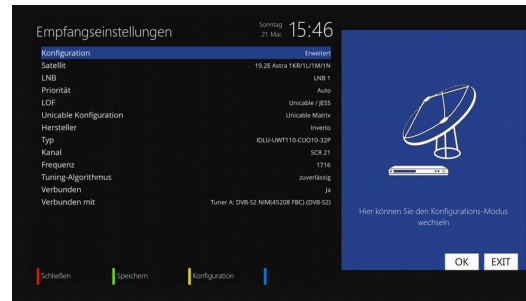 Empfangseinstellungen
Sonntag
21. Mai
15:46
Konfiguration Erweitert
Satellit 19.2E Astra 1KR/1L/1M/1N
LNB LNB 1
Priorität Auto
LOF Unicable / JESS
Unicable Konfiguration Unicable Matrix
Hersteller Inverto
Typ IDLU-UWT110-CUO10-32P
Kanal SCR 21
Frequenz 1716
Tuning-Algorithmus zuverlässig
Verbunden Ja
Verbunden mit Tuner A: DVB-S2 NIM(45208 FBC) (DVB-S2)
Hier können Sie den Konfigurations-Modus
wechseln
OK EXIT
Schließen Speichern Konfiguration